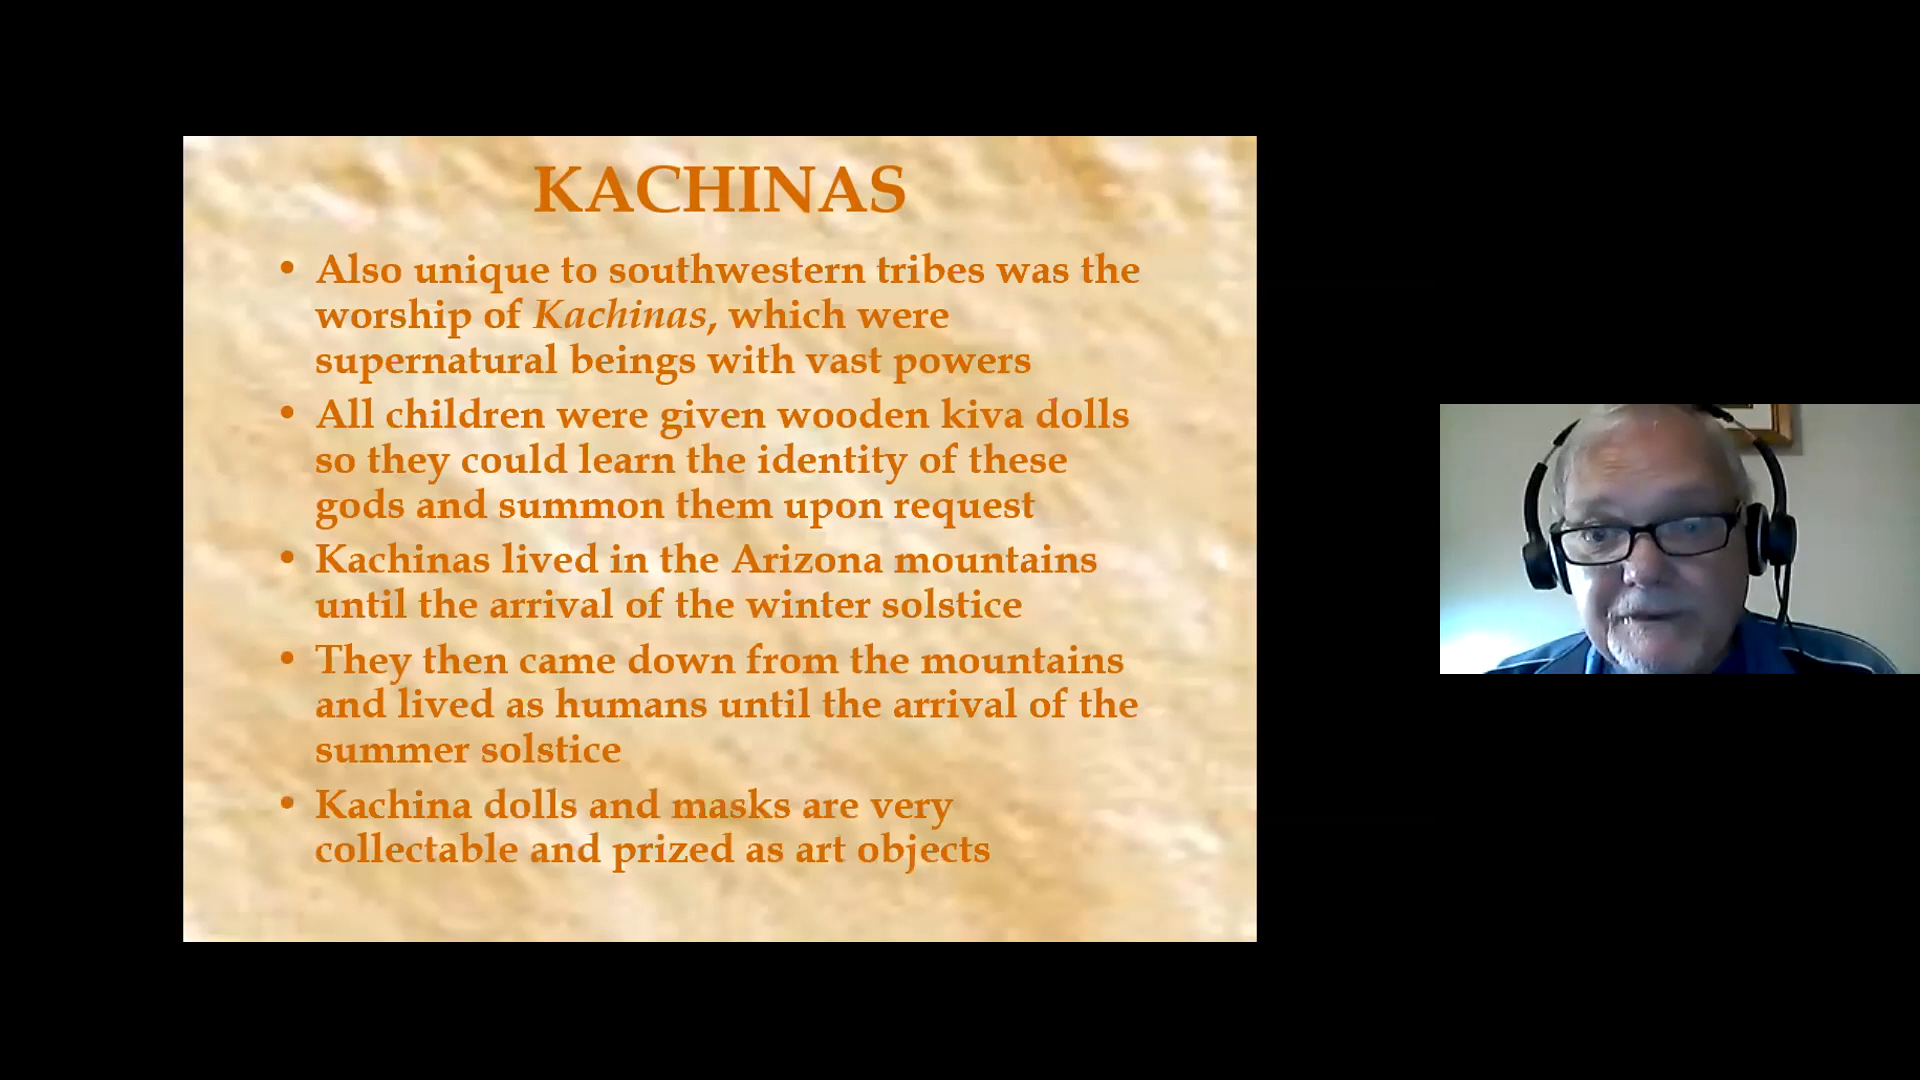 KACHINAS
• Also unique to southwestern tribes was the
worship of Kachinas, which were
supernatural beings with vast powers
• All children were given wooden kiva dolls
so they could learn the identity of these
gods and summon them upon request
• Kachinas lived in the Arizona mountains
until the arrival of the winter solstice
• They then came down from the mountains
and lived as humans until the arrival of the
summer solstice
• Kachina dolls and masks are very
collectable and prized as art objects